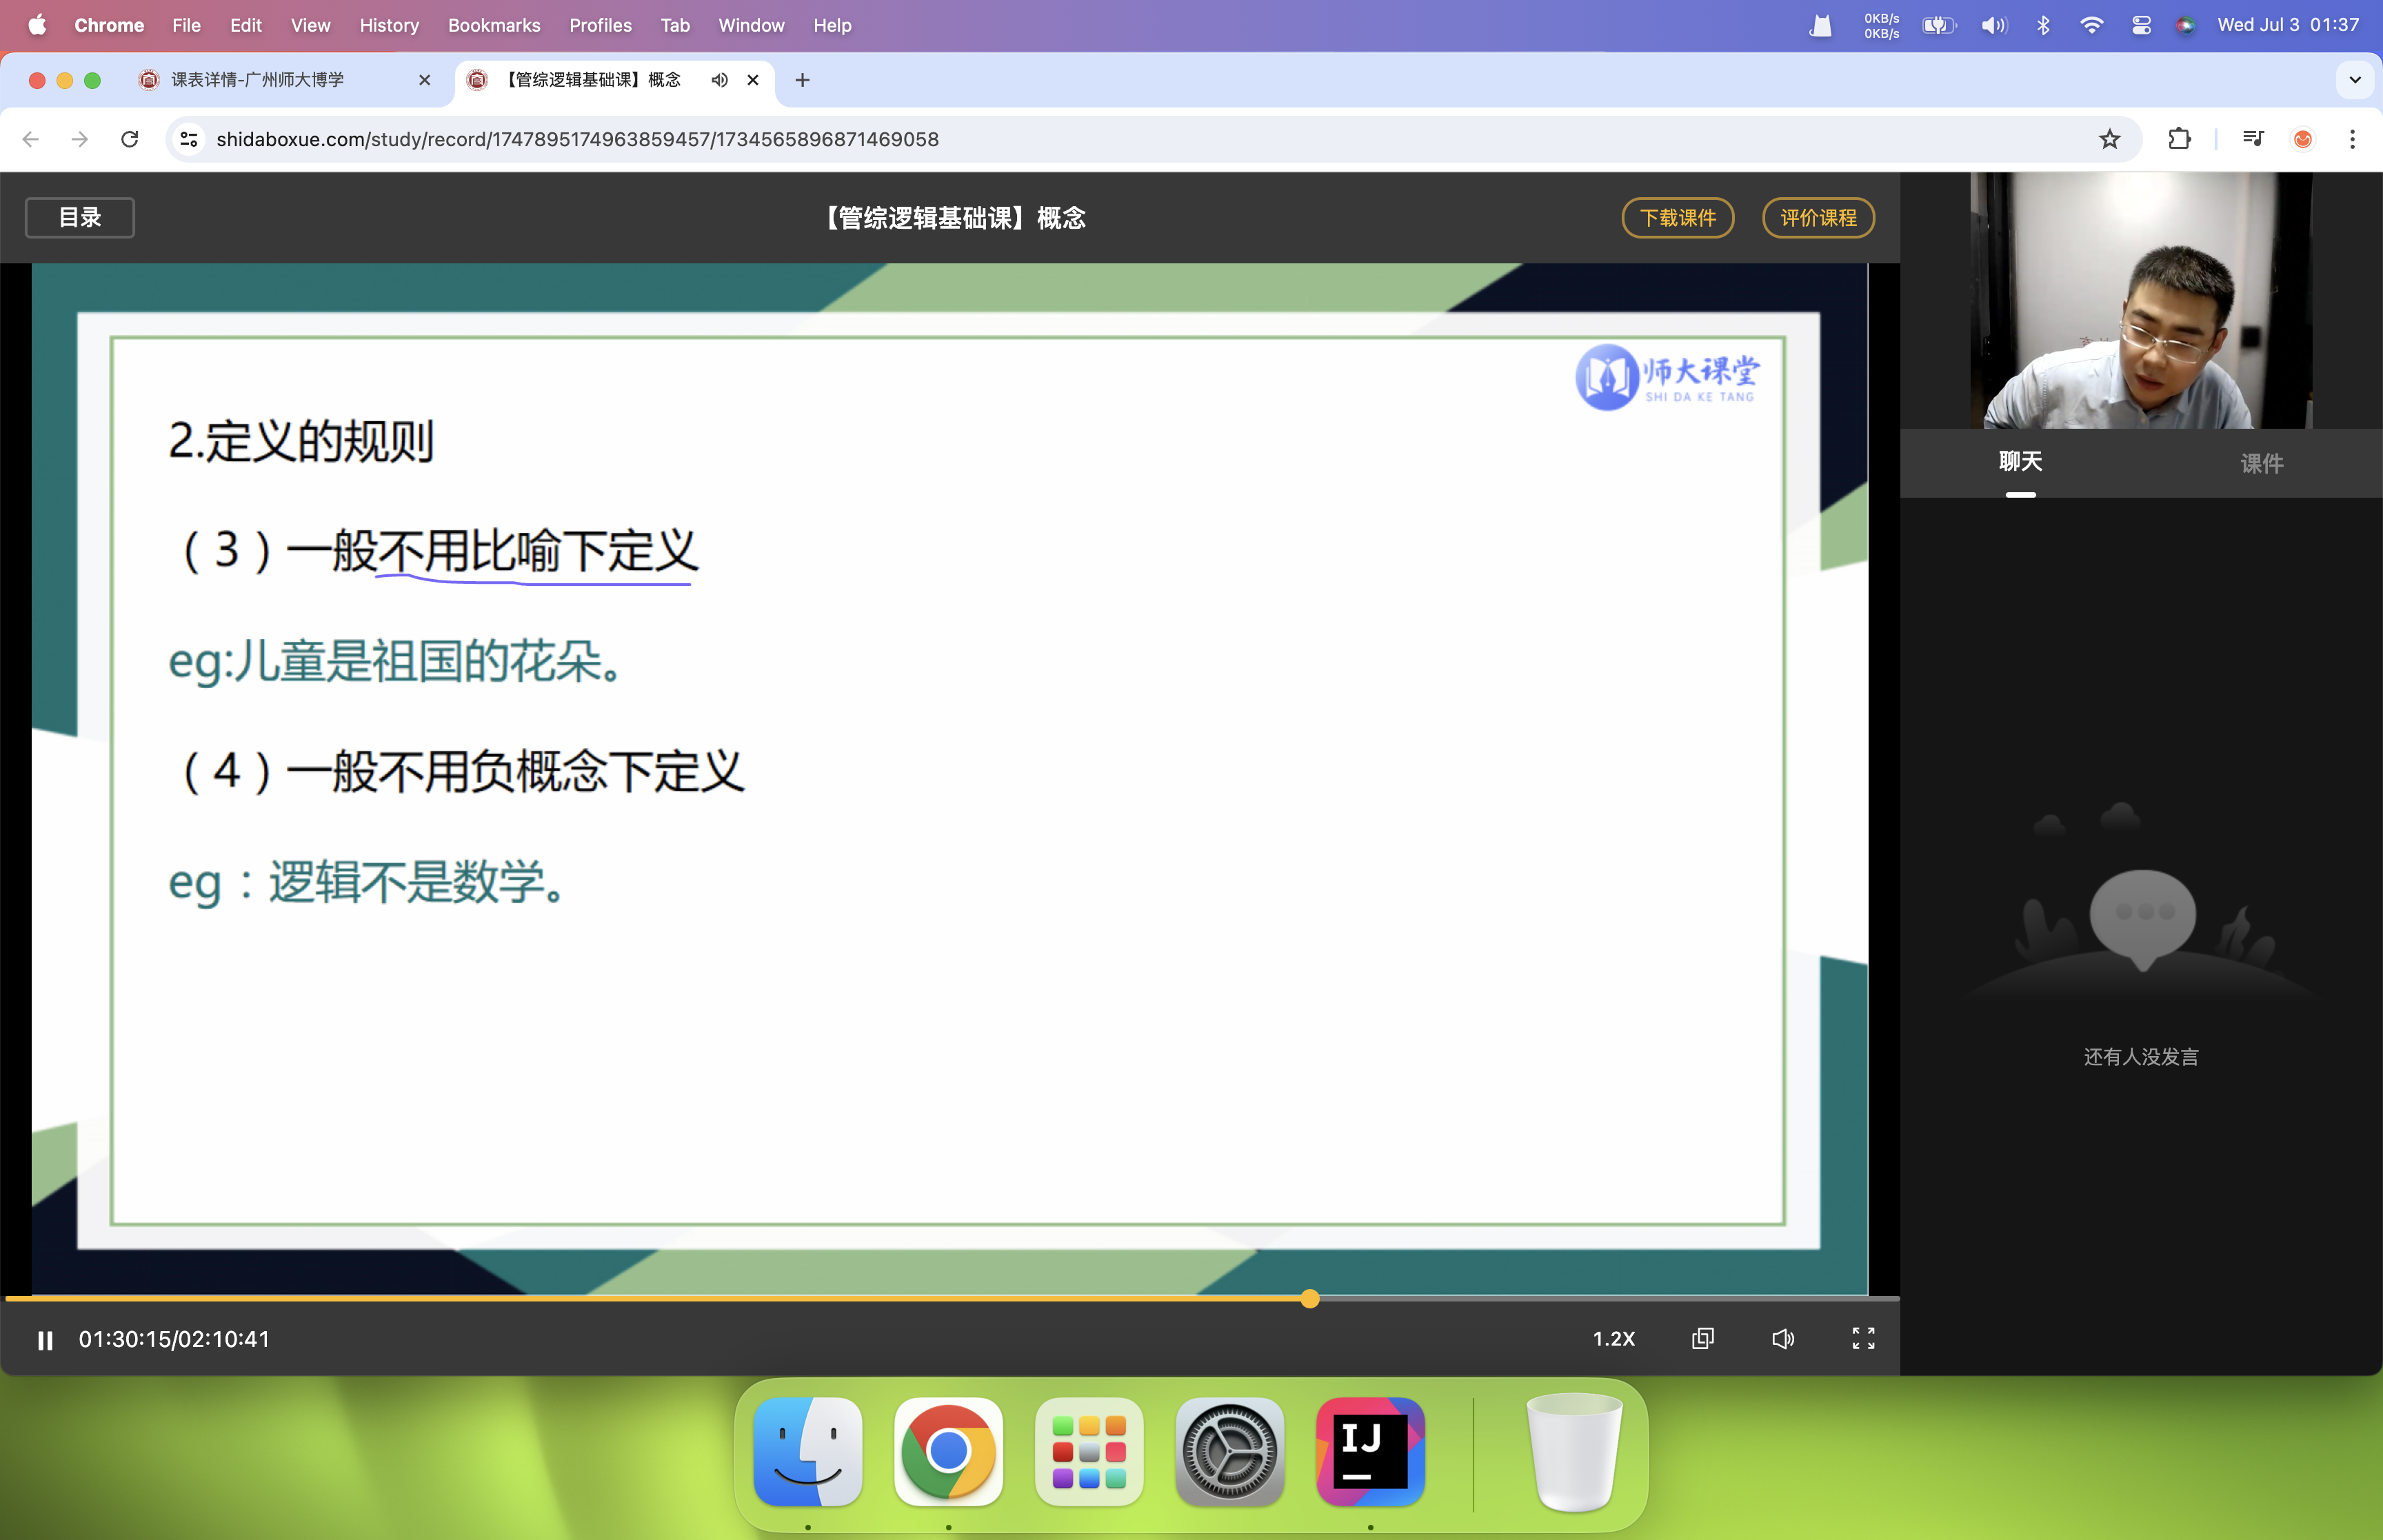 Chrome File Edit View History Bookmarks Profiles Tab Window Help
0KB/s
0KB/s
Wed Jul 3 01:37
课表详情-广州师大博学
【管综逻辑基础课】概念
shidaboxue.com/study/record/1747895174963859457/1734565896871469058
目录
【管综逻辑基础课】概念
下载课件
评价课程
师大课堂
SHI DA KE TANG
2.定义的规则
（3）一般不用比喻下定义
eg:儿童是祖国的花朵。
（4）一般不用负概念下定义
eg：逻辑不是数学。
聊天
课件
还有人没发言
01:30:15/02:10:41
1.2X
IJ